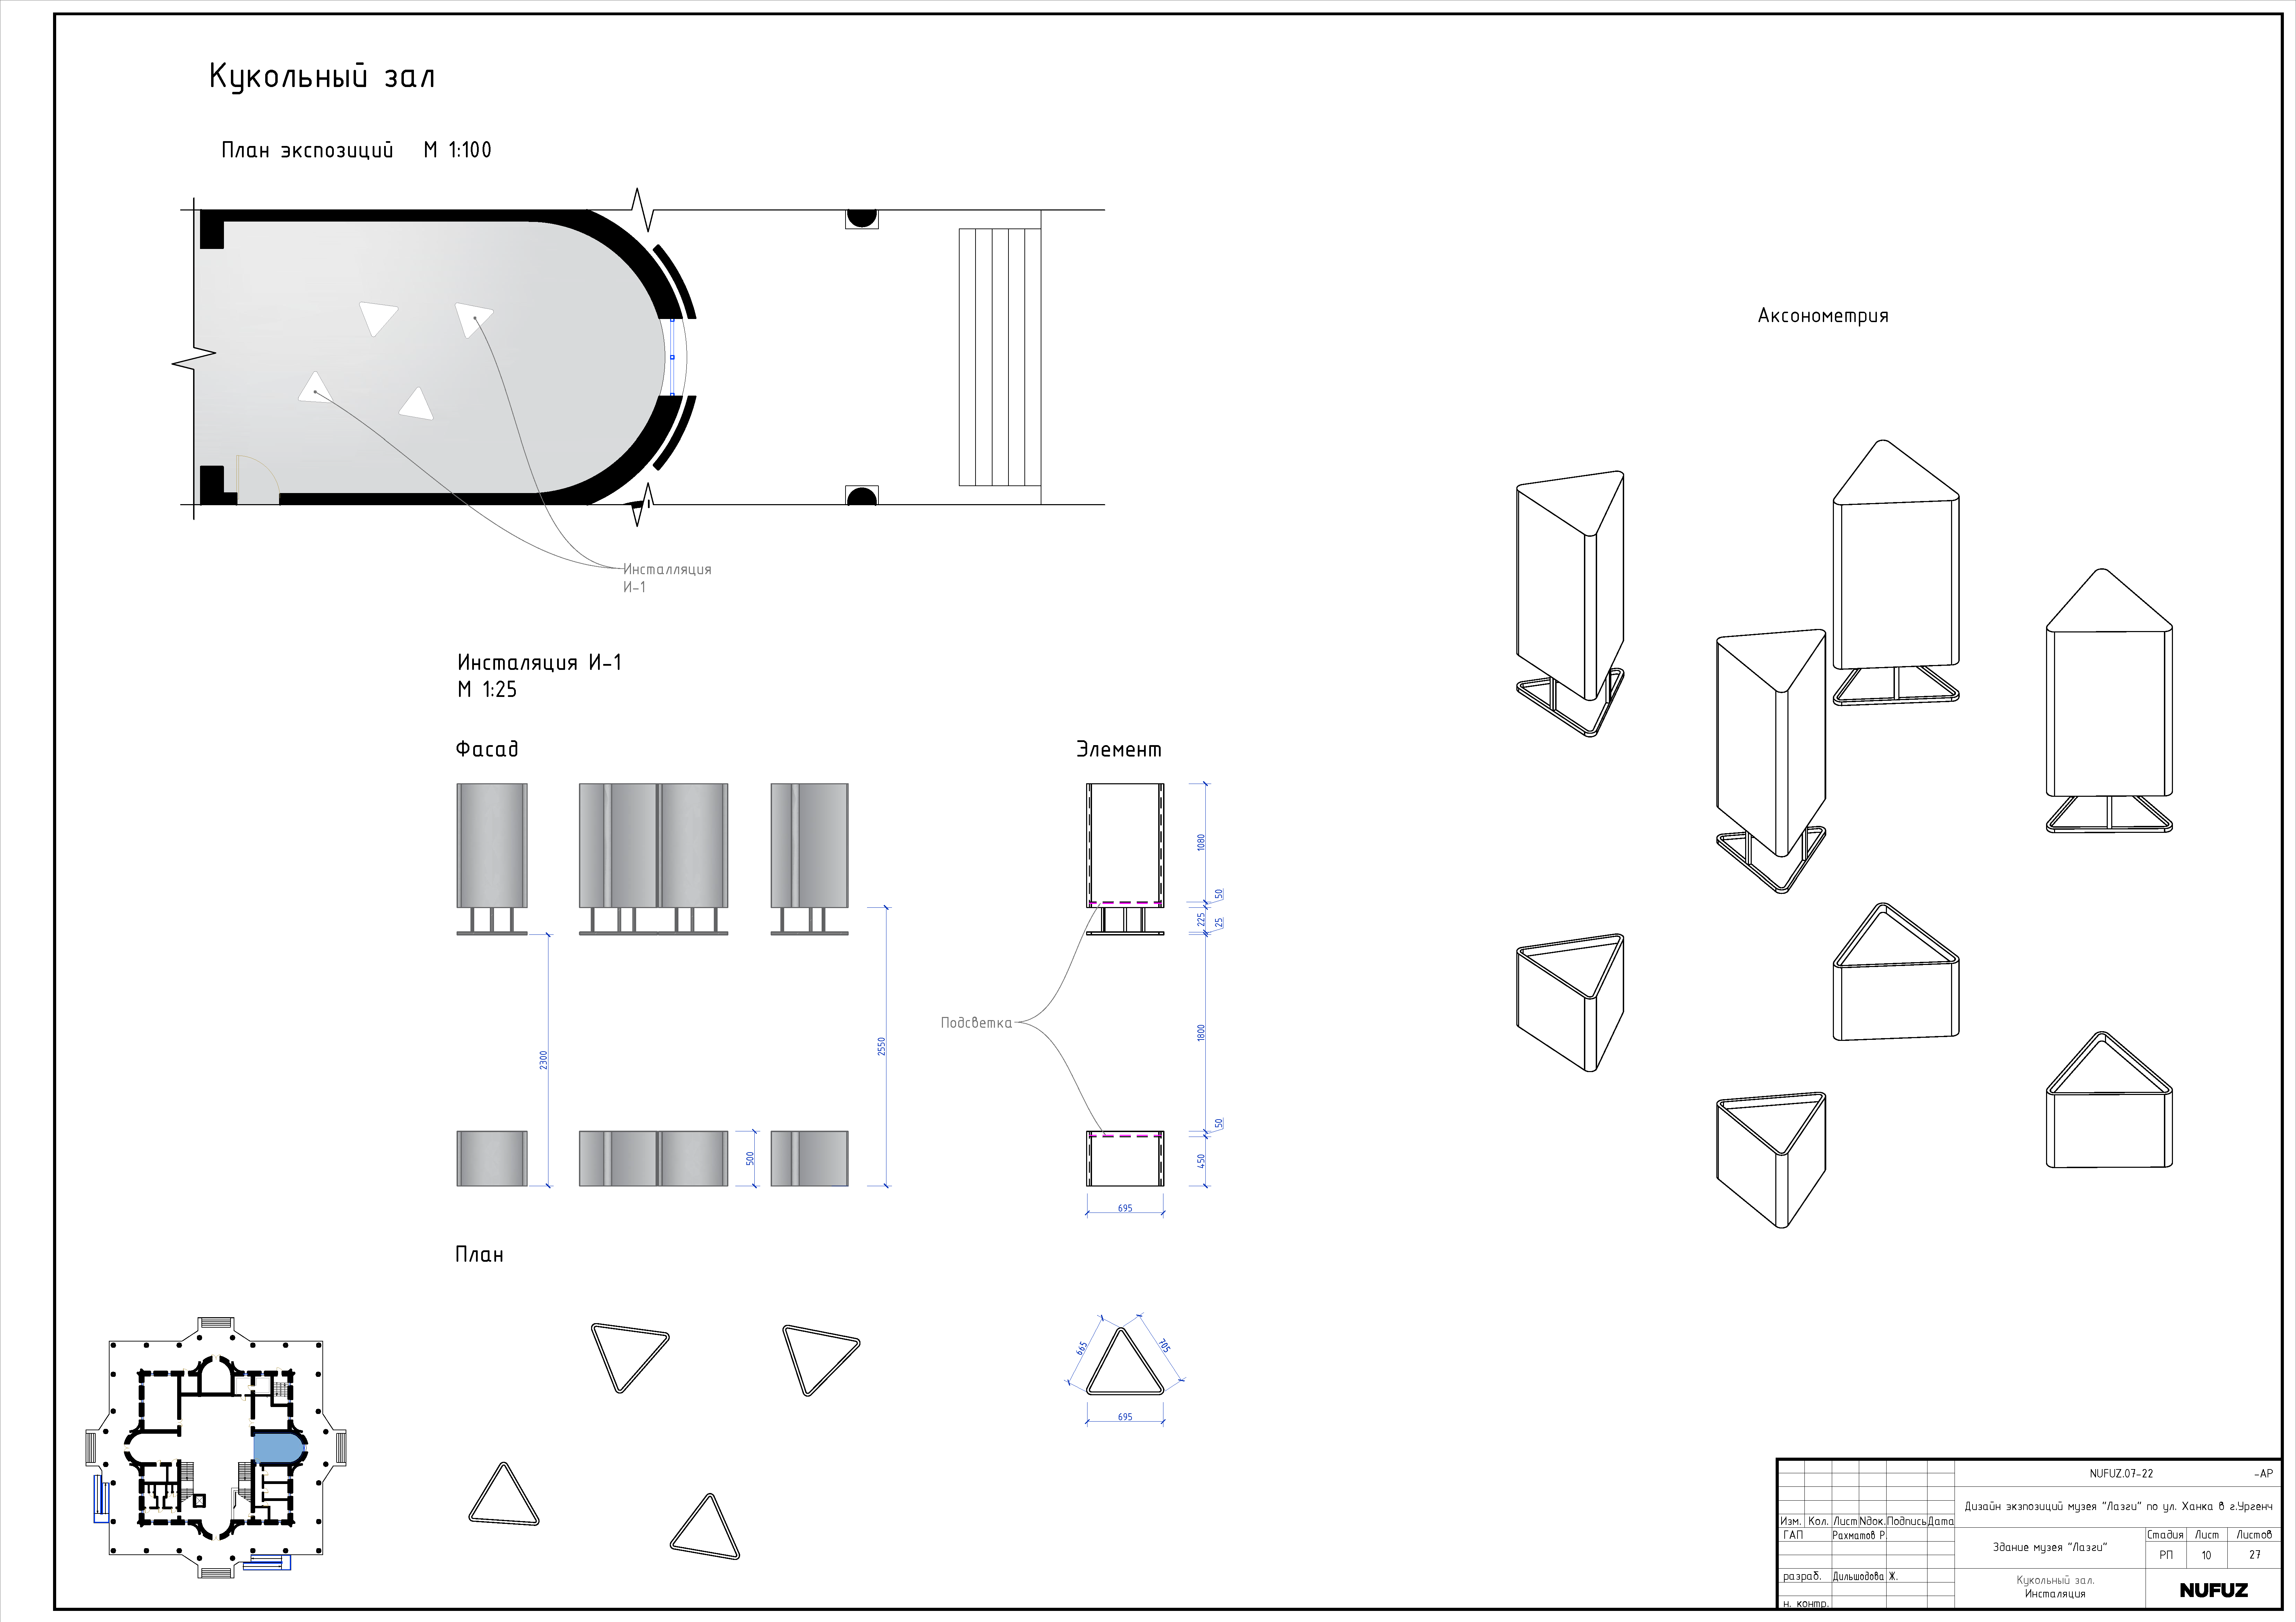 Кукольный зал
План экспозиций М 1:100
Инсталляция
И-1
Аксонометрия
Инсталяция И-1
М 1:25
Фасад
Элемент
1080
50
225
25
2300
2550
1800
Подсветка
50
500
450
695
План
665
705
695
NUFUZ.07-22 -АР
Дизайн экзпозиций музея "Лазги" по ул. Ханка в г.Ургенч
Изм. Кол. Лист Nдок. Подпись Дата
ГАП Рахматов Р.
Здание музея "Лазги"
Стадия Лист Листов
РП 10 27
разраб. Дильшодова Ж.
Кукольный зал.
Инсталяция
NUFUZ
н. контр.